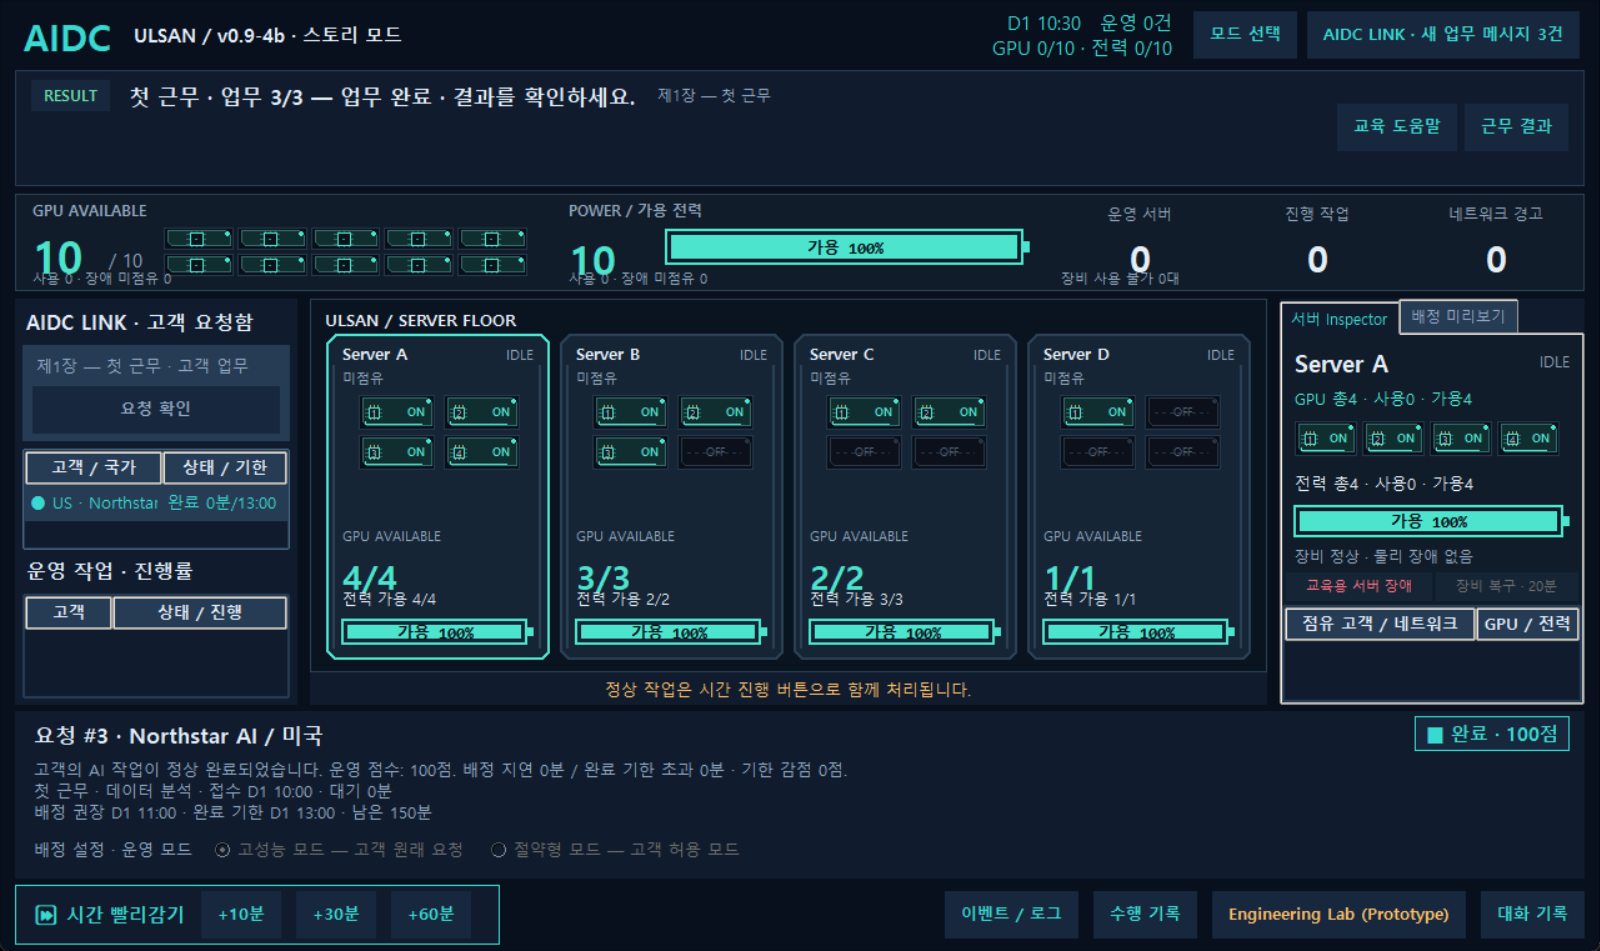 AIDC ULSAN / v0.9-4b · 스토리 모드
D1 10:30 운영 0건
GPU 0/10 · 전력 0/10
모드 선택
AIDC LINK · 새 업무 메시지 3건
RESULT 첫 근무 · 업무 3/3 — 업무 완료 · 결과를 확인하세요. 제1장 — 첫 근무
교육 도움말 근무 결과
GPU AVAILABLE
10 / 10
사용 0 · 장애 미점유 0
POWER / 가용 전력
10 가용 100%
사용 0 · 장애 미점유 0
운영 서버 진행 작업 네트워크 경고
0 0 0
장비 사용 불가 0대
AIDC LINK · 고객 요청함
제1장 — 첫 근무 · 고객 업무
요청 확인
고객 / 국가 상태 / 기한
US · Northstar 완료 0분/13:00
운영 작업 · 진행률
고객 상태 / 진행
ULSAN / SERVER FLOOR
Server A IDLE
미점유
1 ON 2 ON
3 ON 4 ON
GPU AVAILABLE
4/4
전력 가용 4/4
가용 100%
Server B IDLE
미점유
1 ON 2 ON
3 ON OFF
GPU AVAILABLE
3/3
전력 가용 2/2
가용 100%
Server C IDLE
미점유
1 ON 2 ON
OFF OFF
GPU AVAILABLE
2/2
전력 가용 3/3
가용 100%
Server D IDLE
미점유
1 ON OFF
OFF OFF
GPU AVAILABLE
1/1
전력 가용 1/1
가용 100%
정상 작업은 시간 진행 버튼으로 함께 처리됩니다.
서버 Inspector 배정 미리보기
Server A IDLE
GPU 총4 · 사용0 · 가용4
1 ON 2 ON 3 ON 4 ON
전력 총4 · 사용0 · 가용4
가용 100%
장비 정상 · 물리 장애 없음
교육용 서버 장애 장비 복구 · 20분
점유 고객 / 네트워크 GPU / 전력
요청 #3 · Northstar AI / 미국
완료 · 100점
고객의 AI 작업이 정상 완료되었습니다. 운영 점수: 100점. 배정 지연 0분 / 완료 기한 초과 0분 · 기한 감점 0점.
첫 근무 · 데이터 분석 · 접수 D1 10:00 · 대기 0분
배정 권장 D1 11:00 · 완료 기한 D1 13:00 · 남은 150분
배정 설정 · 운영 모드 고성능 모드 — 고객 원래 요청 절약형 모드 — 고객 허용 모드
시간 빨리감기 +10분 +30분 +60분
이벤트 / 로그 수행 기록 Engineering Lab (Prototype) 대화 기록